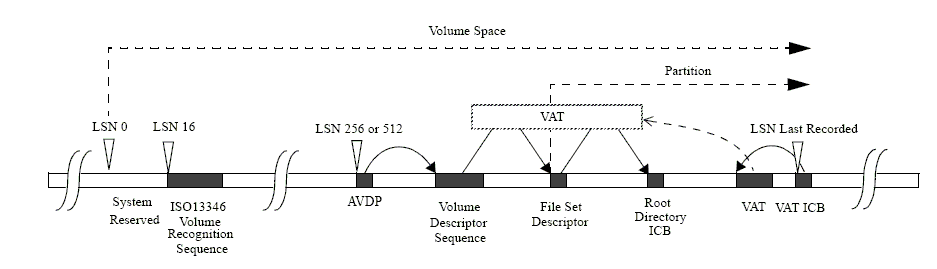 Volume Space
Partition
VAT
LSN 0
LSN 16
LSN 256 or 512
LSN Last Recorded
System
Reserved
ISO13346
Volume
Recognition
Sequence
AVDP
Volume
Descriptor
Sequence
File Set
Descriptor
Root
Directory
ICB
VAT
VAT ICB